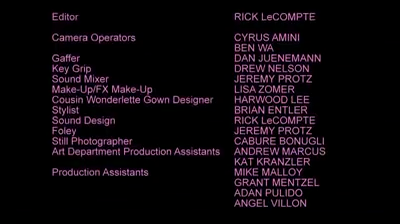 Editor RICK LeCOMPTE
Camera Operators CYRUS AMINI
BEN WA
Gaffer DAN JUENEMANN
Key Grip DREW NELSON
Sound Mixer JEREMY PROTZ
Make-Up/FX Make-Up LISA ZOMER
Cousin Wonderlette Gown Designer HARWOOD LEE
Stylist BRIAN ENTLER
Sound Design RICK LeCOMPTE
Foley JEREMY PROTZ
Still Photographer CABURE BONUGLI
Art Department Production Assistants ANDREW MARCUS
KAT KRANZLER
Production Assistants MIKE MALLOY
GRANT MENTZEL
ADAN PULIDO
ANGEL VILLON